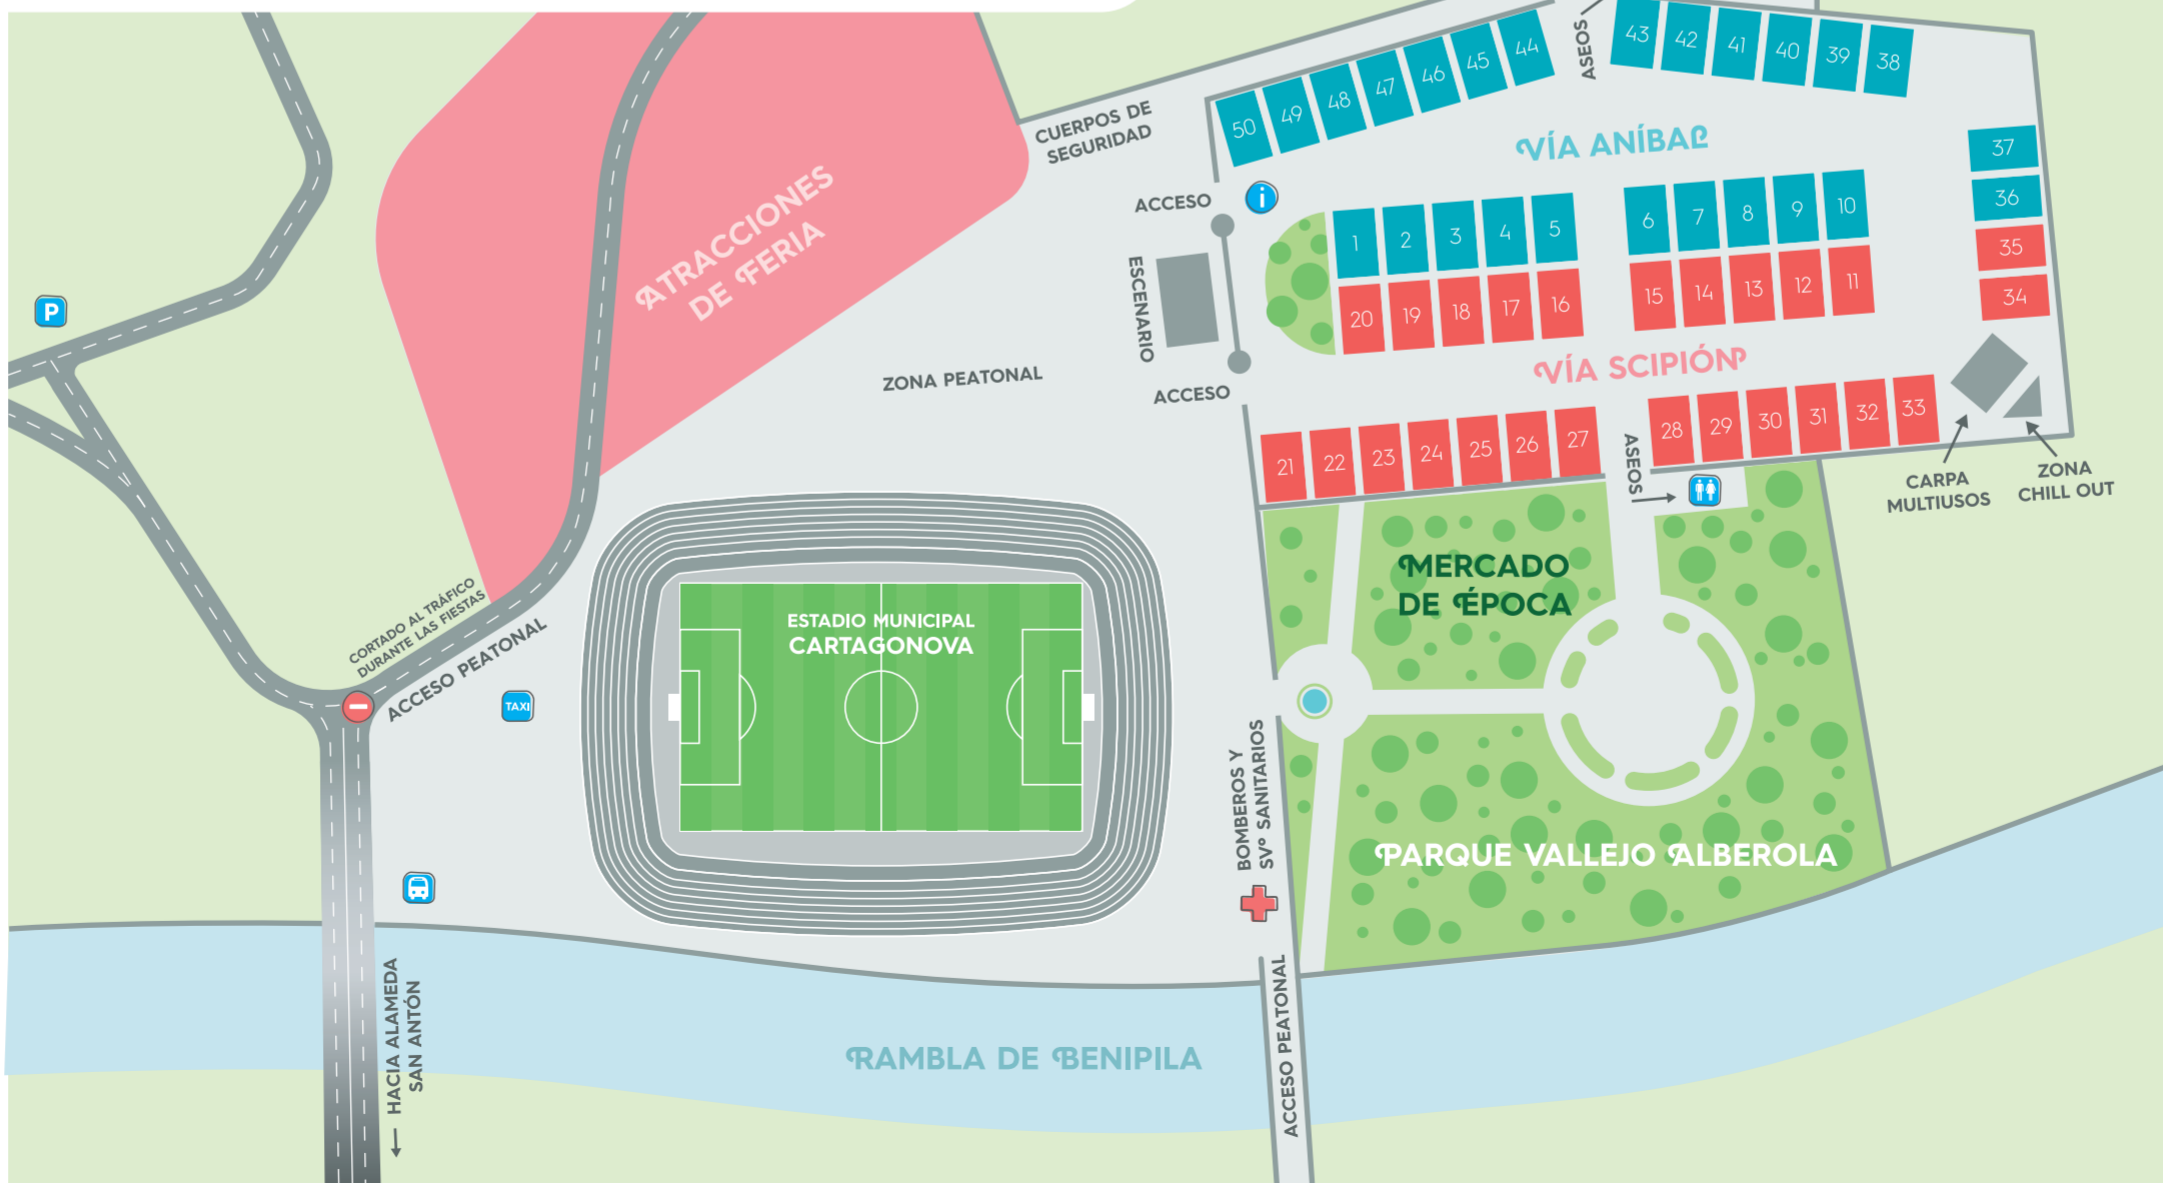 ASEOS
43
42
41
40
39
38
50
49
48
47
46
45
44
CUERPOS DE
SEGURIDAD
VÍA ANÍBAL
37
36
35
34
ACCESO
i
1
2
3
4
5
6
7
8
9
10
ATRACCIONES
DE FERIA
ESCENARIO
20
19
18
17
16
15
14
13
12
11
P
ZONA PEATONAL
ACCESO
VÍA SCIPIÓN
21
22
23
24
25
26
27
28
29
30
31
32
33
ASEOS
CARPA
MULTIUSOS
ZONA
CHILL OUT
MERCADO
DE ÉPOCA
CORTADO AL TRÁFICO
DURANTE LAS FIESTAS
ACCESO PEATONAL
TAXI
ESTADIO MUNICIPAL
CARTAGONOVA
BOMBEROS Y
SVº SANITARIOS
PARQUE VALLEJO ALBEROLA
HACIA ALAMEDA
SAN ANTÓN
RAMBLA DE BENIPILA
ACCESO PEATONAL